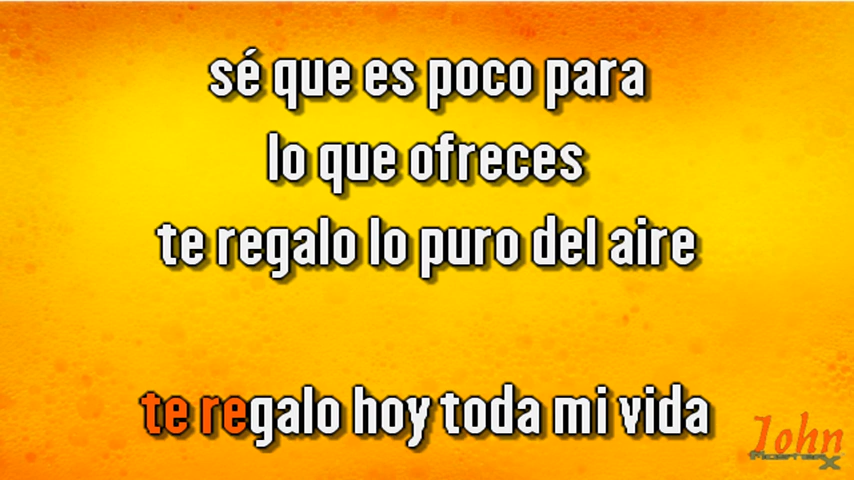 sé que es poco para
lo que ofreces
te regalo lo puro del aire
te regalo hoy toda mi vida
John